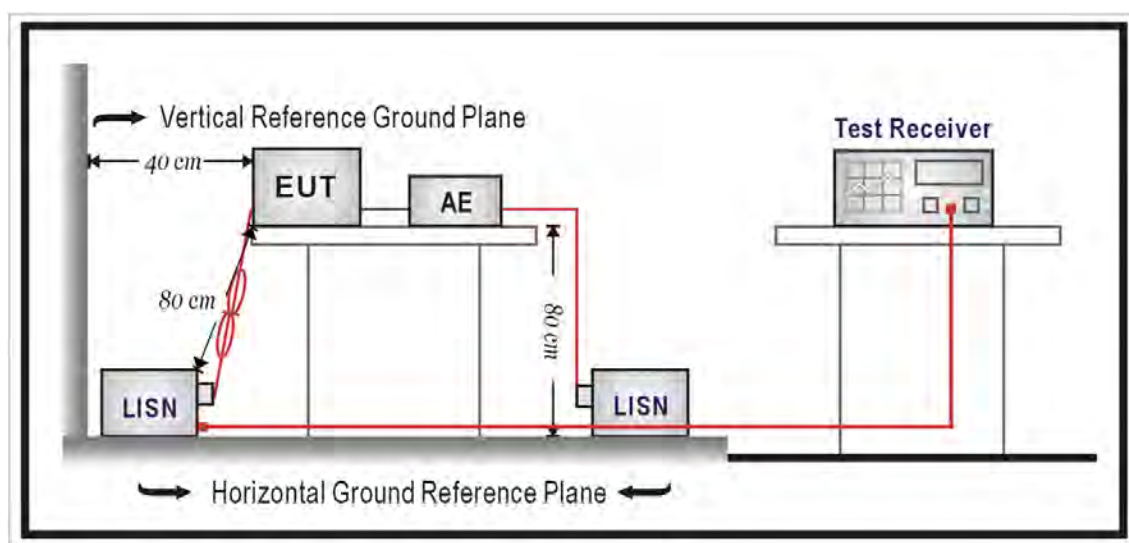 Vertical Reference Ground Plane
40 cm
EUT
AE
Test Receiver
80 cm
80 cm
LISN
LISN
Horizontal Ground Reference Plane